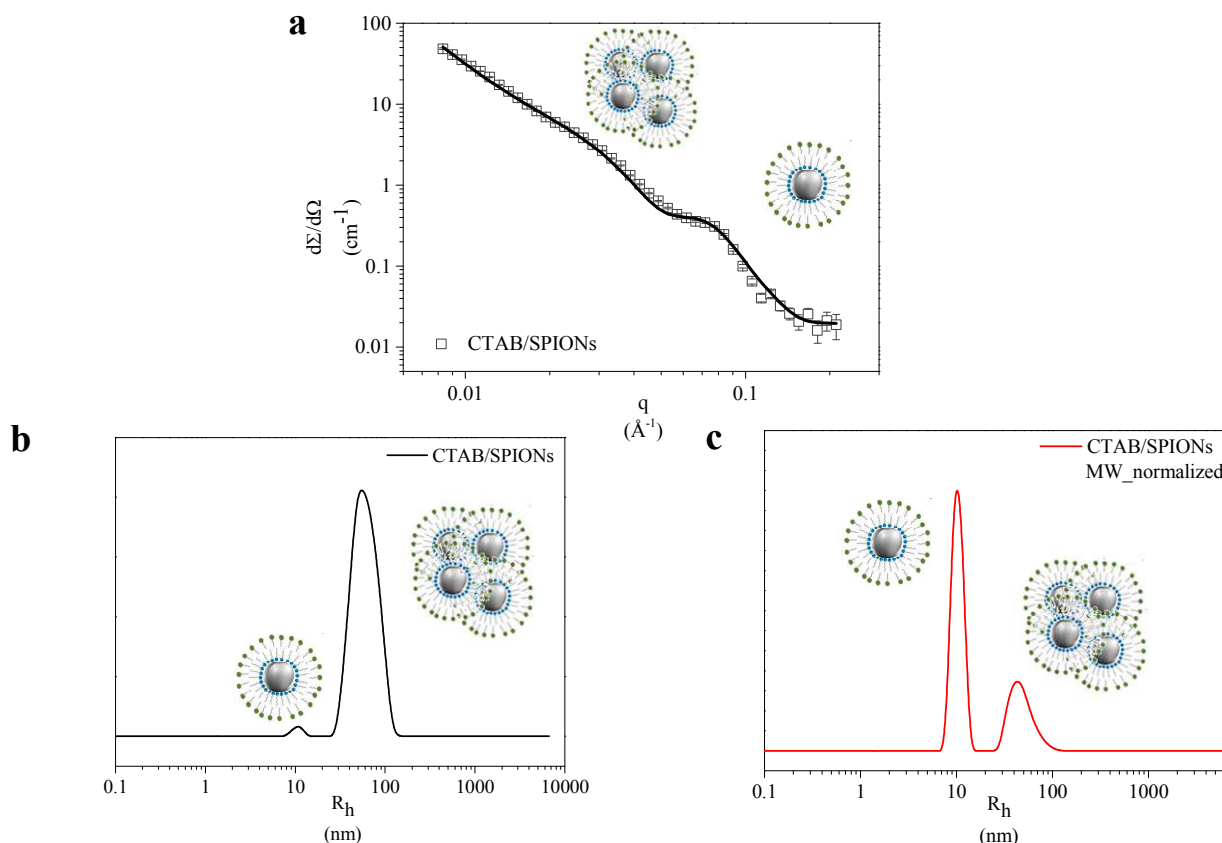 a
100
10
1
0.1
0.01
dΣ/dΩ
(cm⁻¹)
CTAB/SPIONs
0.01 0.1
q
(Å⁻¹)
b
CTAB/SPIONs
0.1 1 10 100 1000 10000
R_h
(nm)
c
CTAB/SPIONs
MW_normalized
0.1 1 10 100 1000
R_h
(nm)